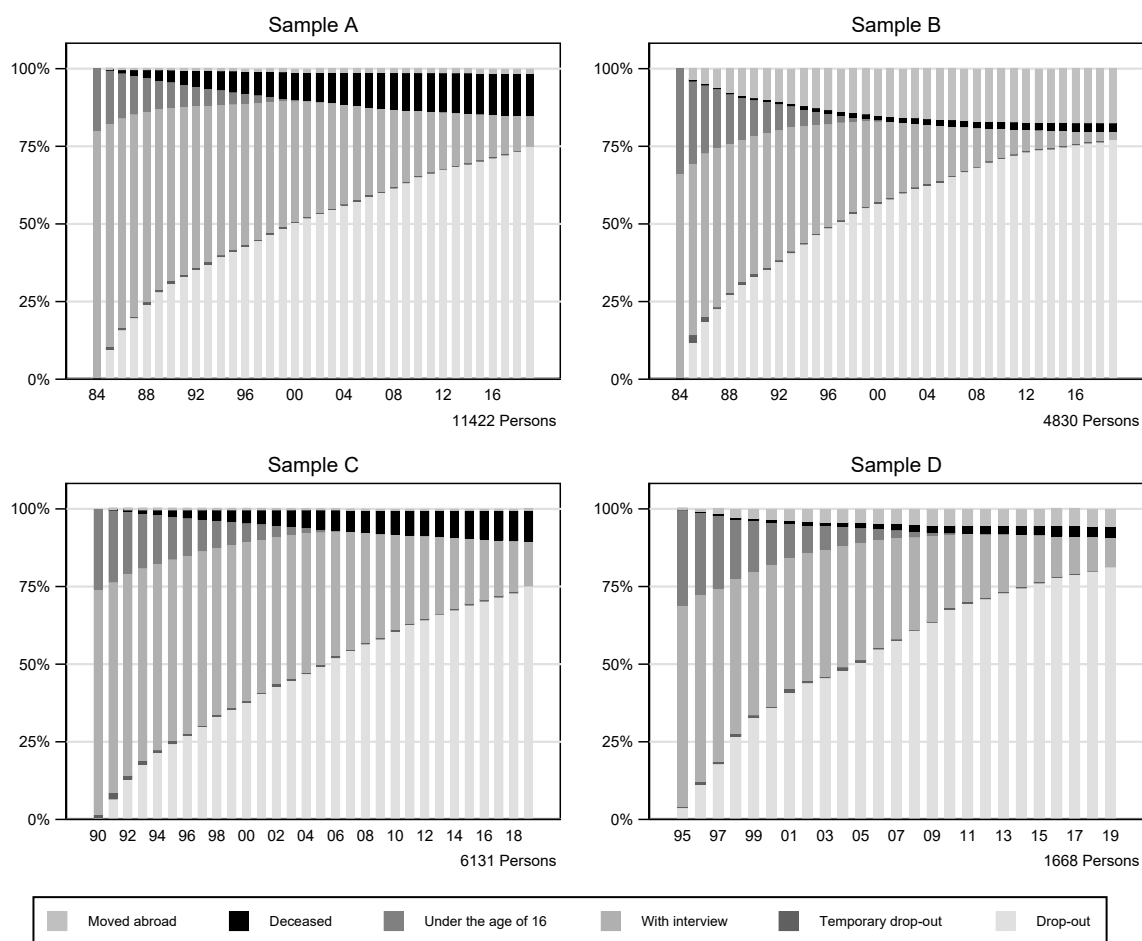 Sample A
100%
75%
50%
25%
0%
84 88 92 96 00 04 08 12 16
11422 Persons
Sample B
100%
75%
50%
25%
0%
84 88 92 96 00 04 08 12 16
4830 Persons
Sample C
100%
75%
50%
25%
0%
90 92 94 96 98 00 02 04 06 08 10 12 14 16 18
6131 Persons
Sample D
100%
75%
50%
25%
0%
95 97 99 01 03 05 07 09 11 13 15 17 19
1668 Persons
Moved abroad Deceased Under the age of 16 With interview Temporary drop-out Drop-out